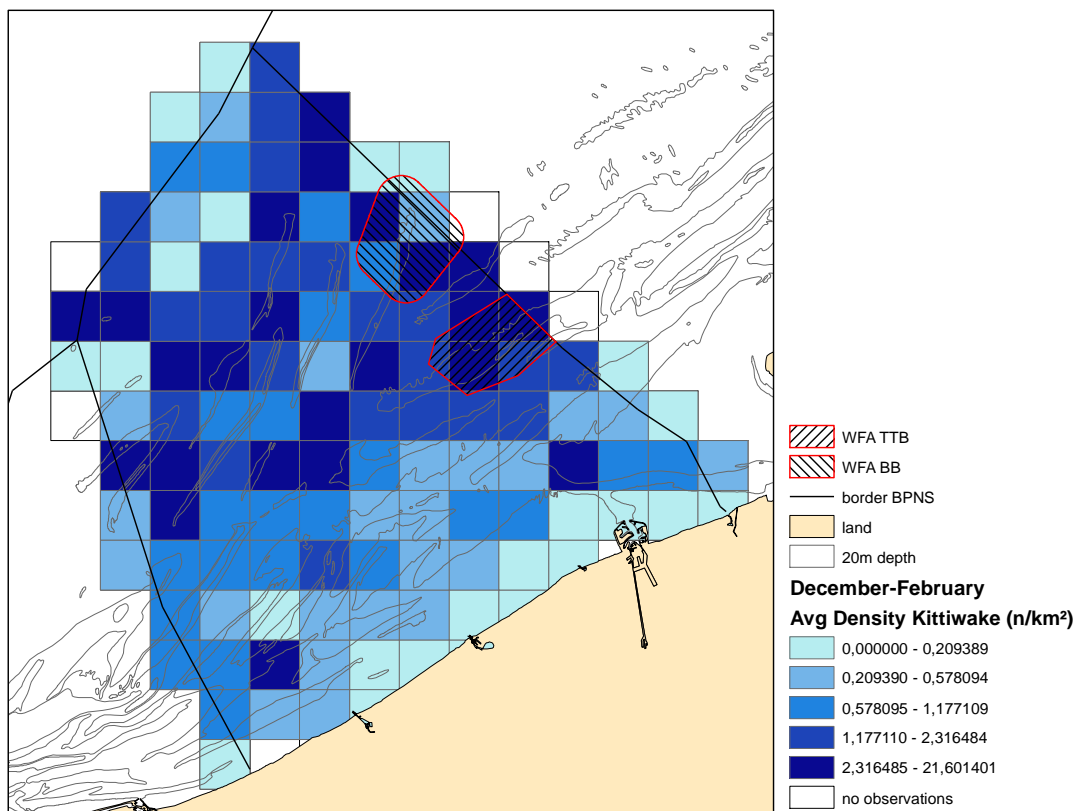 WFA TTB
WFA BB
border BPNS
land
20m depth
December-February
Avg Density Kittiwake (n/km²)
0,000000 - 0,209389
0,209390 - 0,578094
0,578095 - 1,177109
1,177110 - 2,316484
2,316485 - 21,601401
no observations